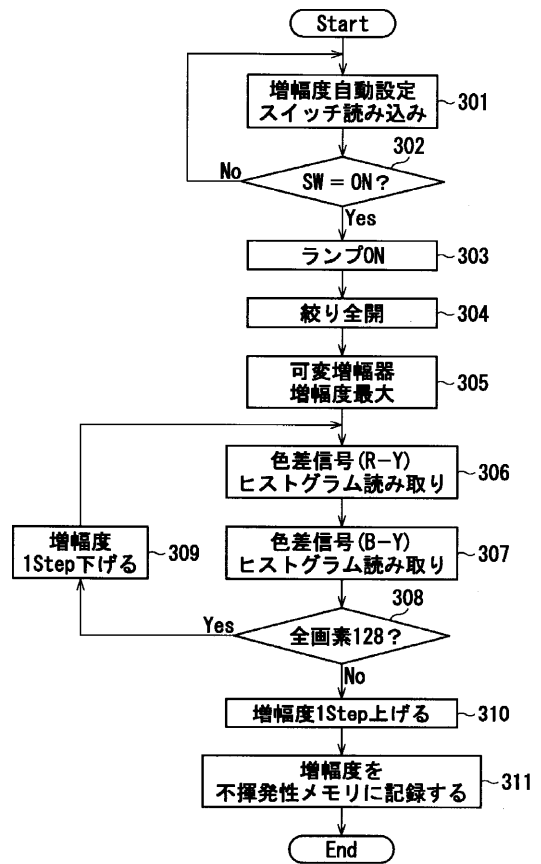 Start
増幅度自動設定
スイッチ読み込み
301
302
SW = ON?
No
Yes
ランプON
303
絞り全開
304
可変増幅器
増幅度最大
305
色差信号(R-Y)
ヒストグラム読み取り
306
色差信号(B-Y)
ヒストグラム読み取り
307
増幅度
1Step下げる
309
308
全画素128?
Yes
No
増幅度1Step上げる
310
増幅度を
不揮発性メモリに記録する
311
End